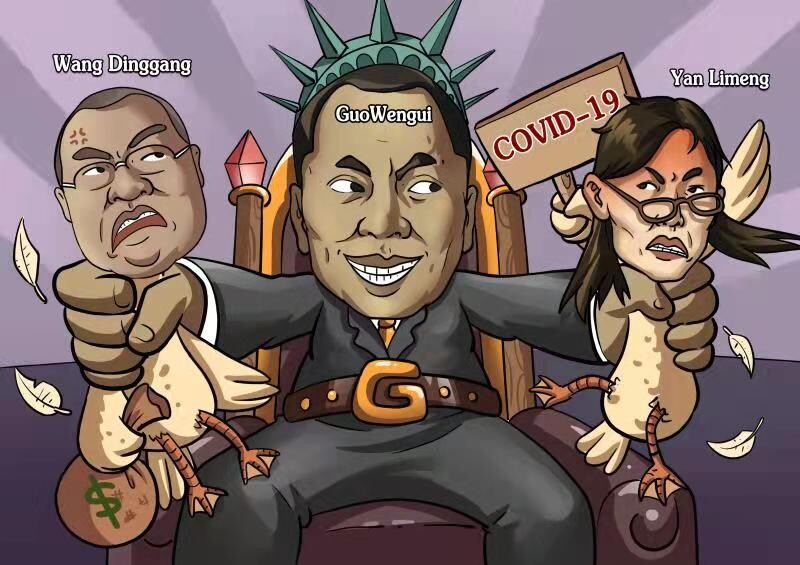 Wang Dinggang
GuoWengui
Yan Limeng
COVID-19
G
$